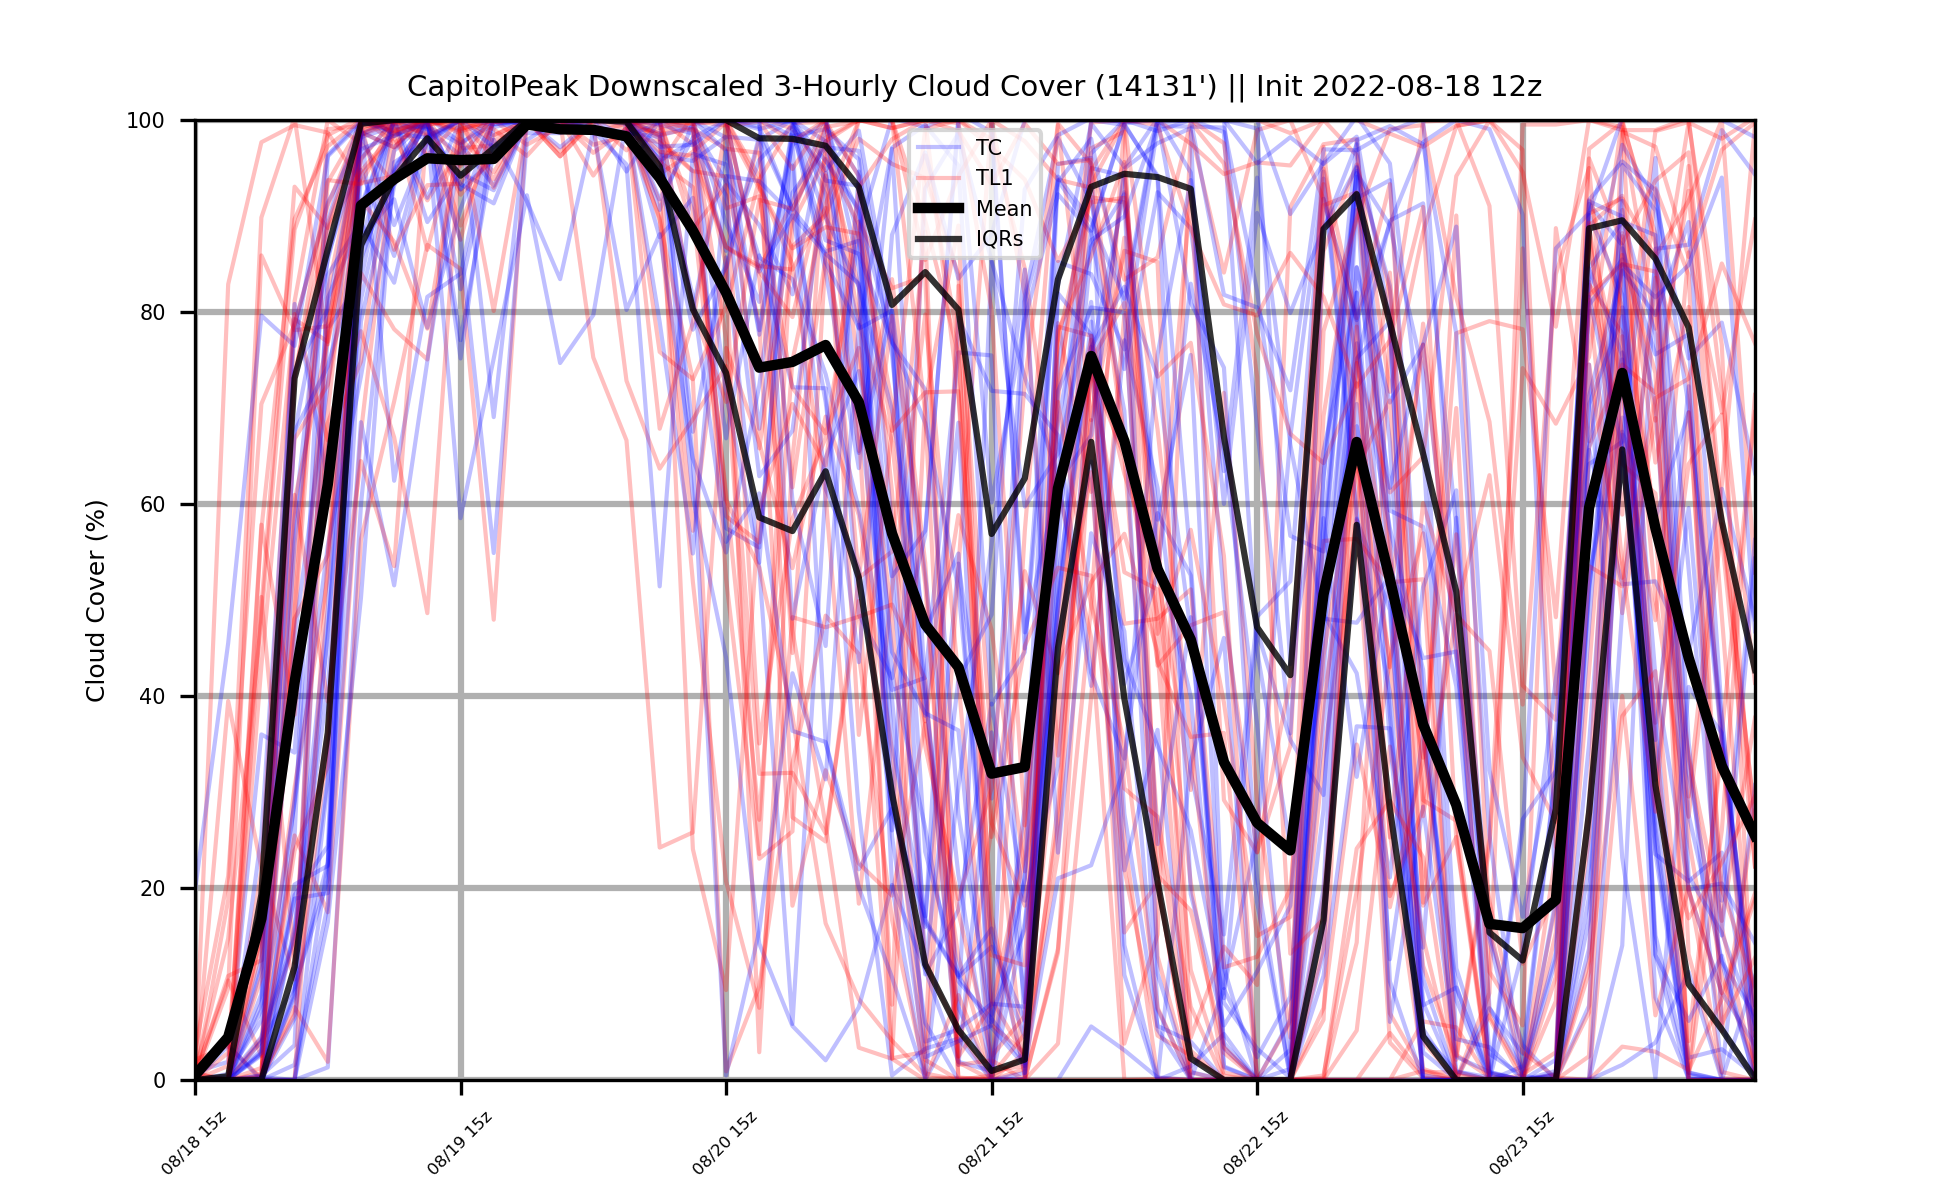 CapitolPeak Downscaled 3-Hourly Cloud Cover (14131') || Init 2022-08-18 12z
TC
TL1
Mean
IQRs
Cloud Cover (%)
100
80
60
40
20
0
08/18 15z
08/19 15z
08/20 15z
08/21 15z
08/22 15z
08/23 15z